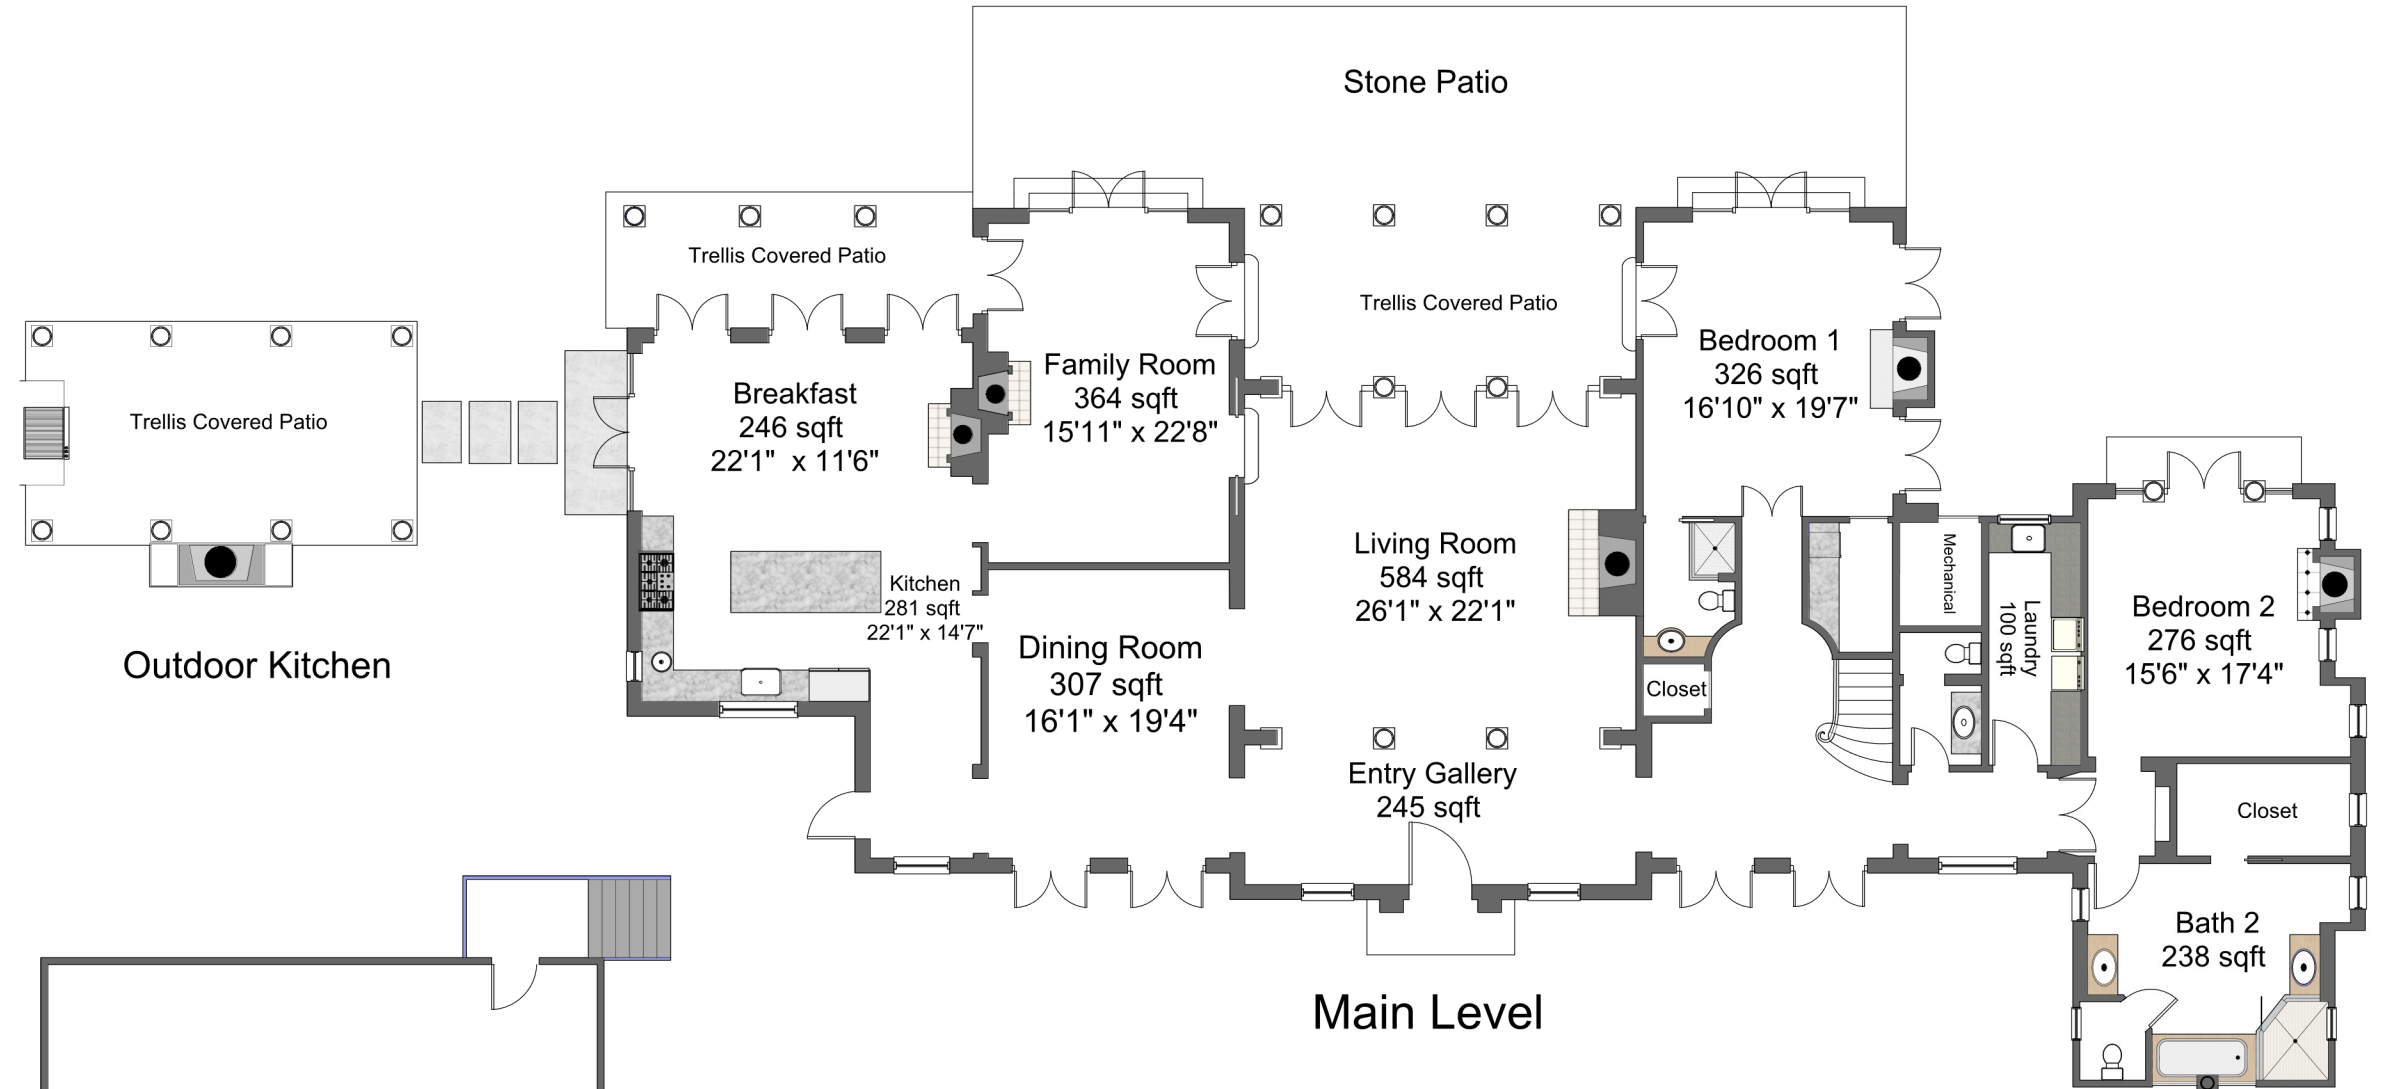 Stone Patio
Trellis Covered Patio
Trellis Covered Patio
Trellis Covered Patio
Outdoor Kitchen
Breakfast
246 sqft
22'1"  x 11'6"
Family Room
364 sqft
15'11" x 22'8"
Bedroom 1
326 sqft
16'10" x 19'7"
Kitchen
281 sqft
22'1" x 14'7"
Dining Room
307 sqft
16'1" x 19'4"
Living Room
584 sqft
26'1" x 22'1"
Closet
Mechanical
Laundry
100 sqft
Bedroom 2
276 sqft
15'6" x 17'4"
Entry Gallery
245 sqft
Closet
Bath 2
238 sqft
Main Level